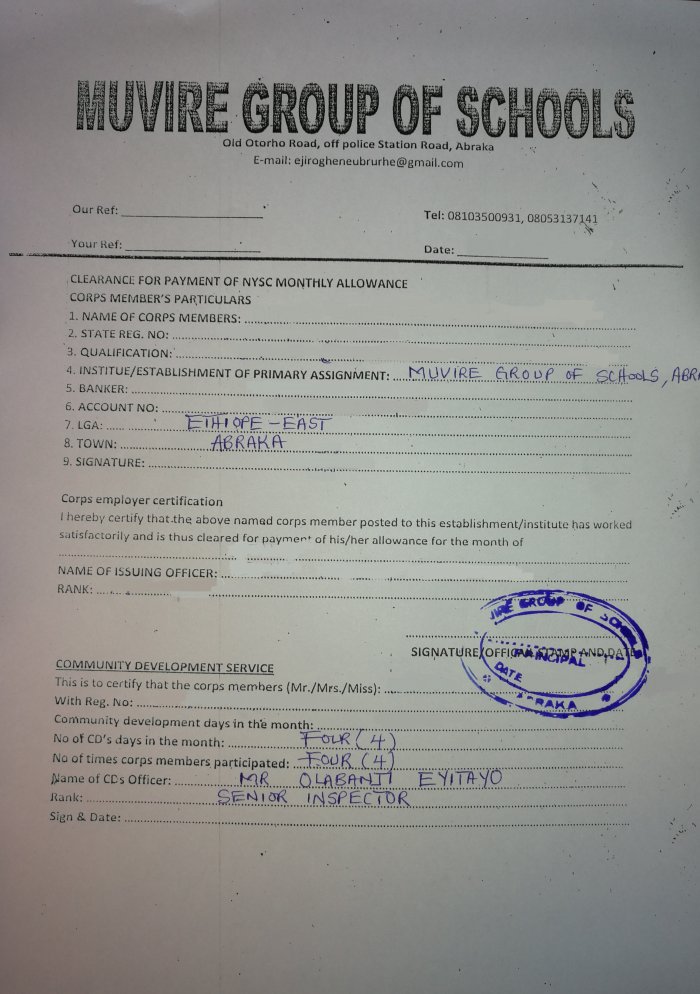 MUVIRE GROUP OF SCHOOLS
Old Otorho Road, off police Station Road, Abraka
E-mail: ejirogheneubrurhe@gmail.com
Our Ref: Tel: 08103500931, 08053137141
Your Ref: Date:
CLEARANCE FOR PAYMENT OF NYSC MONTHLY ALLOWANCE
CORPS MEMBER'S PARTICULARS
1. NAME OF CORPS MEMBERS:
2. STATE REG. NO:
3. QUALIFICATION:
4. INSTITUE/ESTABLISHMENT OF PRIMARY ASSIGNMENT: MUVIRE GROUP OF SCHOOLS, ABRA
5. BANKER:
6. ACCOUNT NO:
7. LGA: ETHIOPE-EAST
8. TOWN: ABRAKA
9. SIGNATURE:
Corps employer certification
I hereby certify that the above named corps member posted to this establishment/institute has worked
satisfactorily and is thus cleared for payment of his/her allowance for the month of
NAME OF ISSUING OFFICER:
RANK:
SIGNATURE/OFFICIAL STAMP AND DATE
VIRE GROUP OF SCHOOLS
PRINCIPAL
DATE
ABRAKA
COMMUNITY DEVELOPMENT SERVICE
This is to certify that the corps members (Mr./Mrs./Miss):
With Reg. No:
Community development days in the month:
No of CD's days in the month: FOUR (4)
No of times corps members participated: FOUR (4)
Name of CDs Officer: MR OLABANJI EYITAYO
Rank: SENIOR INSPECTOR
Sign & Date: